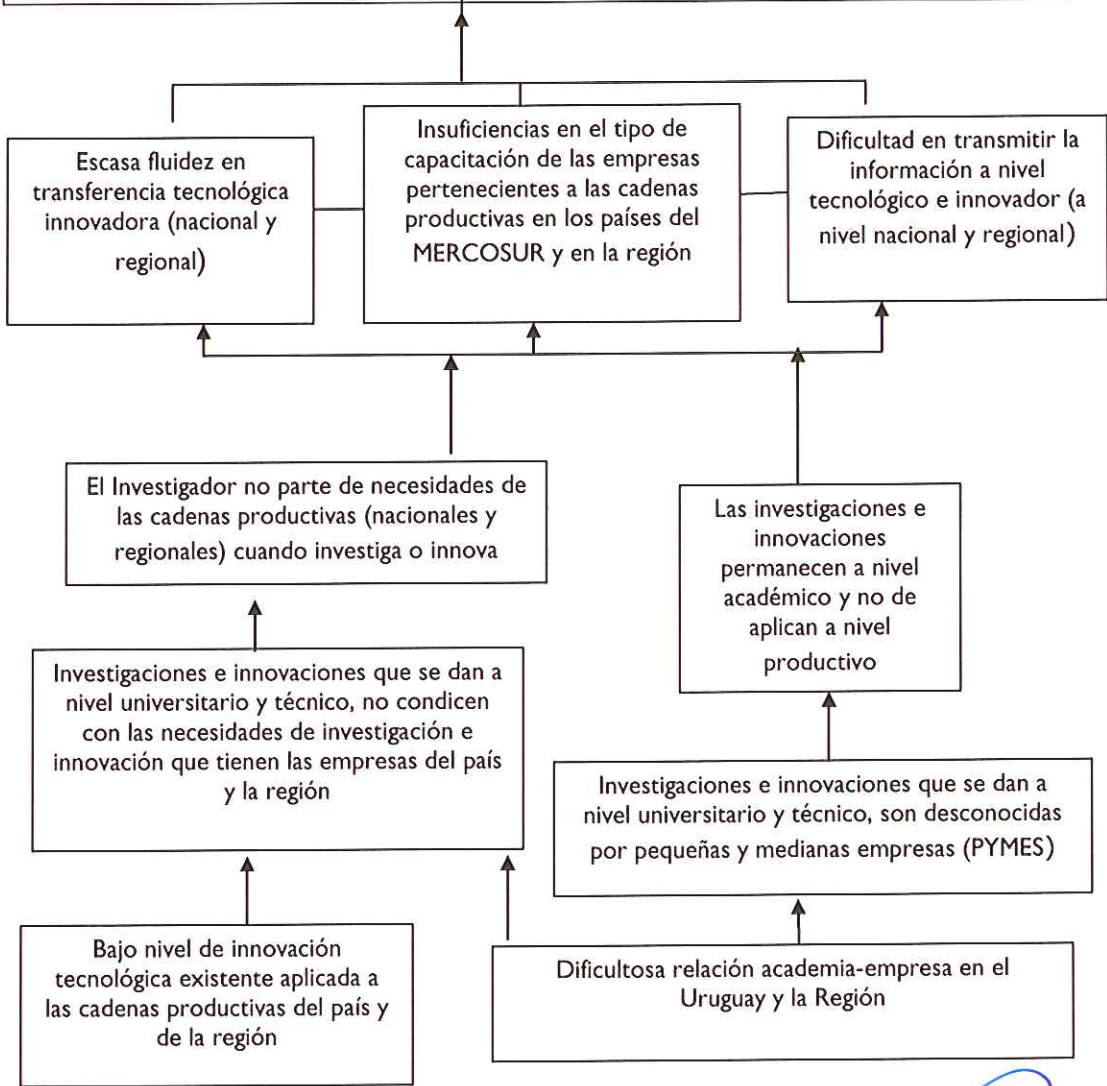 Escasa fluidez en
transferencia tecnológica
innovadora (nacional y
regional)
Insuficiencias en el tipo de
capacitación de las empresas
pertenecientes a las cadenas
productivas en los países del
MERCOSUR y en la región
Dificultad en transmitir la
información a nivel
tecnológico e innovador (a
nivel nacional y regional)
El Investigador no parte de necesidades de
las cadenas productivas (nacionales y
regionales) cuando investiga o innova
Las investigaciones e
innovaciones
permanecen a nivel
académico y no de
aplican a nivel
productivo
Investigaciones e innovaciones que se dan a
nivel universitario y técnico, no condicen
con las necesidades de investigación e
innovación que tienen las empresas del país
y la región
Investigaciones e innovaciones que se dan a
nivel universitario y técnico, son desconocidas
por pequeñas y medianas empresas (PYMES)
Bajo nivel de innovación
tecnológica existente aplicada a
las cadenas productivas del país y
de la región
Dificultosa relación academia-empresa en el
Uruguay y la Región